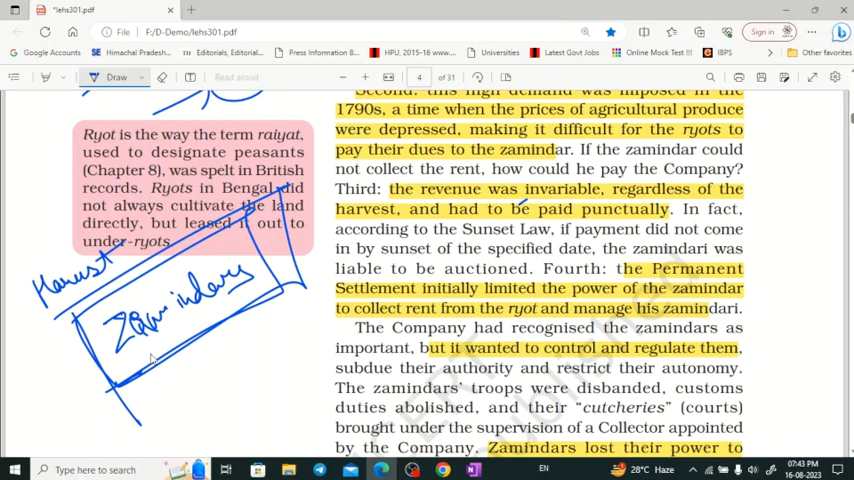 *lehs301.pdf
File
F:/D-Demo/lehs301.pdf
Sign in
IBE
SIE
Himachal Pradesh...
Editorials, Editorial...
Press Information B...
HPU, 2015-16 www....
Universities
Latest Govt Jobs
Online Mock Test |...
IBPS
Other favorites
Draw
Read aloud
4
of 31
Second: this high demand was imposed in the
1790s, a time when the prices of agricultural produce
were depressed, making it difficult for the ryots to
pay their dues to the zamindar. If the zamindar could
not collect the rent, how could he pay the Company?
Third: the revenue was invariable, regardless of the
harvest, and had to be paid punctually. In fact,
according to the Sunset Law, if payment did not come
in by sunset of the specified date, the zamindari was
liable to be auctioned. Fourth: the Permanent
Settlement initially limited the power of the zamindar
to collect rent from the ryot and manage his zamindari.
The Company had recognised the zamindars as
important, but it wanted to control and regulate them,
subdue their authority and restrict their autonomy.
The zamindars' troops were disbanded, customs
duties abolished, and their “cutcheries” (courts)
brought under the supervision of a Collector appointed
by the Company. Zamindars lost their power to
Ryot is the way the term raiyat,
used to designate peasants
(Chapter 8), was spelt in British
records. Ryots in Bengal did
not always cultivate the land
directly, but leased it out to
under-ryots.
Zamindary
Type here to search
28°C Haze
EN
07:43 PM
16-08-2023